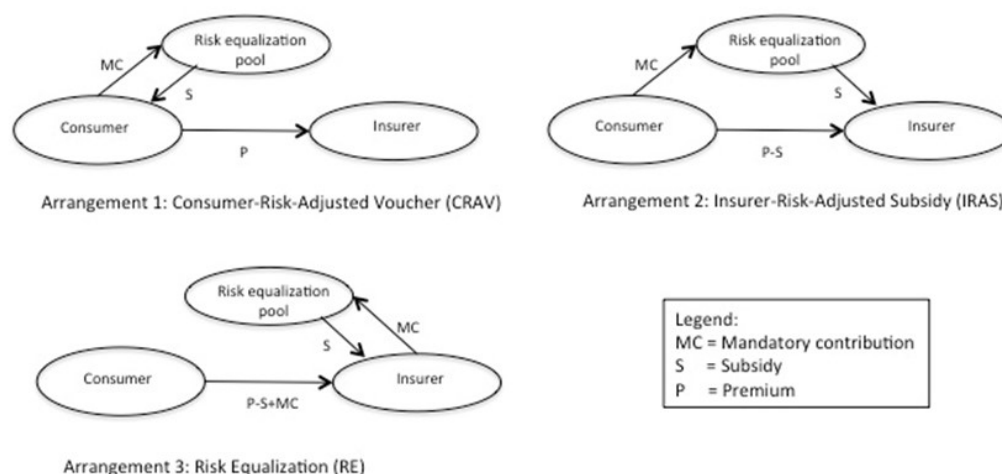 Risk equalization
pool
MC
S
Consumer
Insurer
P
Arrangement 1: Consumer-Risk-Adjusted Voucher (CRAV)
Risk equalization
pool
MC
S
Consumer
Insurer
P-S
Arrangement 2: Insurer-Risk-Adjusted Subsidy (IRAS)
Risk equalization
pool
MC
S
Consumer
Insurer
P-S+MC
Arrangement 3: Risk Equalization (RE)
Legend:
MC = Mandatory contribution
S = Subsidy
P = Premium